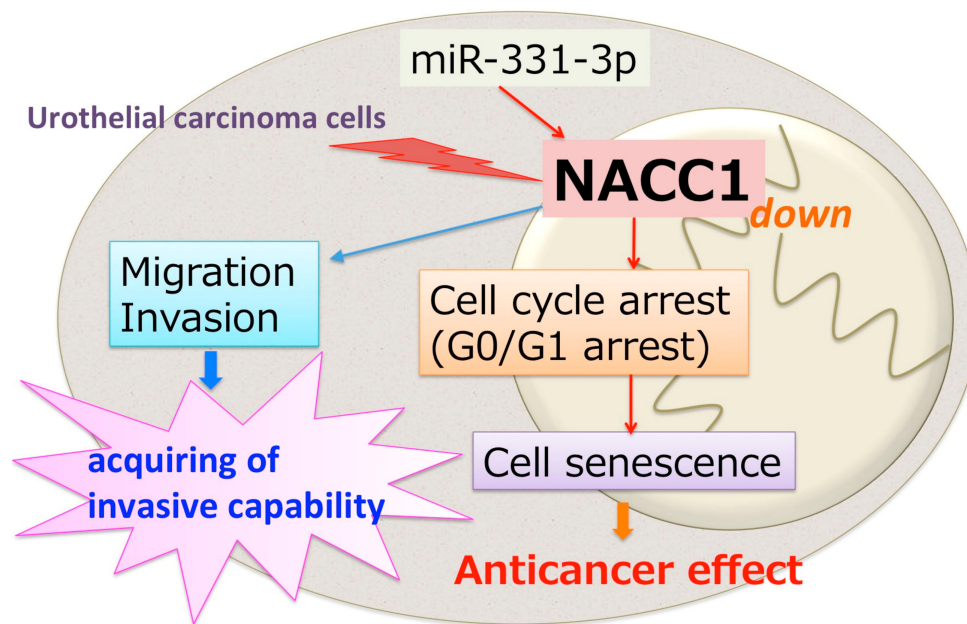 miR-331-3p
Urothelial carcinoma cells
NACC1
down
Migration
Invasion
Cell cycle arrest
(G0/G1 arrest)
acquiring of
invasive capability
Cell senescence
Anticancer effect